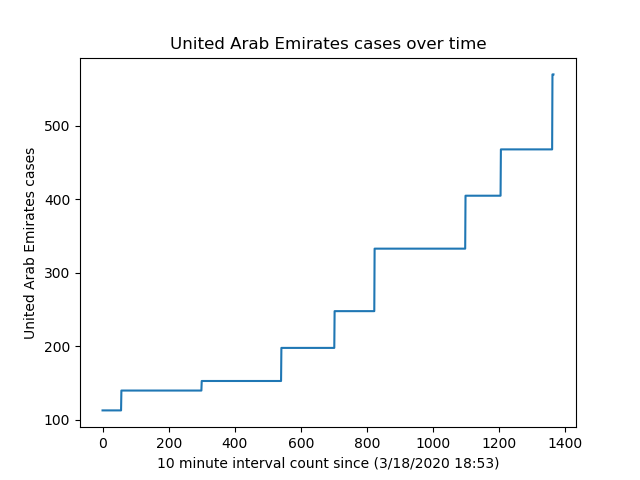 United Arab Emirates cases over time
United Arab Emirates cases
500
400
300
200
100
0 200 400 600 800 1000 1200 1400
10 minute interval count since (3/18/2020 18:53)